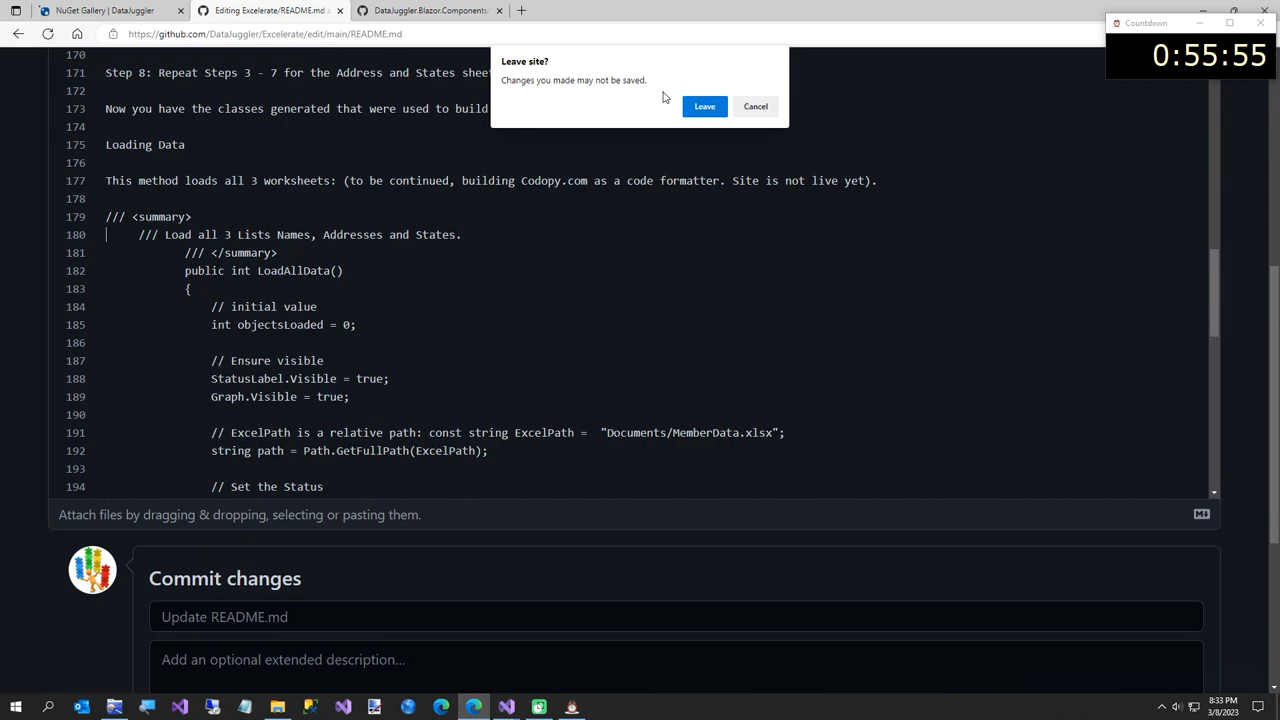 NuGet Gallery | DataJuggler
Editing Excelerate/README.md a
DataJuggler.Blazor.Components
https://github.com/DataJuggler/Excelerate/edit/main/README.md
Countdown
0:55:55
Leave site?
Changes you made may not be saved.
Leave
Cancel
170
171 Step 8: Repeat Steps 3 - 7 for the Address and States sheet
172
173 Now you have the classes generated that were used to build
174
175 Loading Data
176
177 This method loads all 3 worksheets: (to be continued, building Codopy.com as a code formatter. Site is not live yet).
178
179 /// <summary>
180 /// Load all 3 Lists Names, Addresses and States.
181 /// </summary>
182 public int LoadAllData()
183 {
184 // initial value
185 int objectsLoaded = 0;
186
187 // Ensure visible
188 StatusLabel.Visible = true;
189 Graph.Visible = true;
190
191 // ExcelPath is a relative path: const string ExcelPath =  "Documents/MemberData.xlsx";
192 string path = Path.GetFullPath(ExcelPath);
193
194 // Set the Status
Attach files by dragging & dropping, selecting or pasting them.
Commit changes
Update README.md
Add an optional extended description…
8:33 PM
3/8/2023